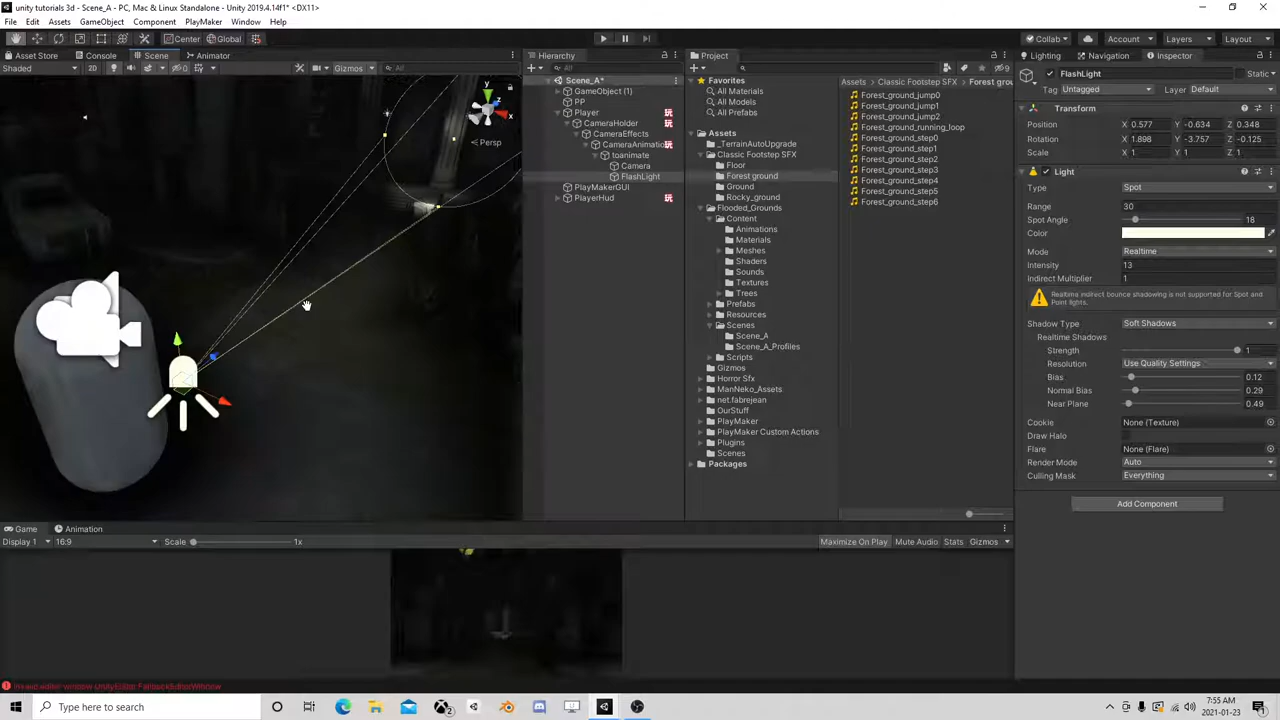 unity tutorials 3d - Scene_A - PC, Mac & Linux Standalone - Unity 2019.4.14f1* <DX11>
File Edit Assets GameObject Component PlayMaker Window Help
Center Global
Collab Account Layers Layout
Asset Store Console Scene Animator
Shaded 2D 0 Gizmos All
Hierarchy
All
Scene_A*
GameObject (1)
PP
Player
CameraHolder
CameraEffects
CameraAnimatio
toanimate
Camera
FlashLight
PlayMakerGUI
PlayerHud
y
z
x
Persp
Project
9
Favorites
All Materials
All Models
All Prefabs
Assets
_TerrainAutoUpgrade
Classic Footstep SFX
Floor
Forest ground
Ground
Rocky_ground
Flooded_Grounds
Content
Animations
Materials
Meshes
Shaders
Sounds
Textures
Trees
Prefabs
Resources
Scenes
Scene_A
Scene_A_Profiles
Scripts
Gizmos
Horror Sfx
ManNeko_Assets
net.fabrejean
OurStuff
PlayMaker
PlayMaker Custom Actions
Plugins
Scenes
Packages
Assets Classic Footstep SFX Forest grou
Forest_ground_jump0
Forest_ground_jump1
Forest_ground_jump2
Forest_ground_running_loop
Forest_ground_step0
Forest_ground_step1
Forest_ground_step2
Forest_ground_step3
Forest_ground_step4
Forest_ground_step5
Forest_ground_step6
Lighting Navigation Inspector
FlashLight Static
Tag Untagged Layer Default
Transform
Position X 0.577 Y -0.634 Z 0.348
Rotation X 1.898 Y -3.757 Z -0.125
Scale X 1 Y 1 Z 1
Light
Type Spot
Range 30
Spot Angle 18
Color
Mode Realtime
Intensity 13
Indirect Multiplier 1
Realtime indirect bounce shadowing is not supported for Spot and
Point lights.
Shadow Type Soft Shadows
Realtime Shadows
Strength 1
Resolution Use Quality Settings
Bias 0.12
Normal Bias 0.29
Near Plane 0.49
Cookie None (Texture)
Draw Halo
Flare None (Flare)
Render Mode Auto
Culling Mask Everything
Add Component
Game Animation
Display 1 16:9 Scale 1x Maximize On Play Mute Audio Stats Gizmos
Invalid editor window UnityEditor.FallbackEditorWindow
Type here to search
7:55 AM
2021-01-23